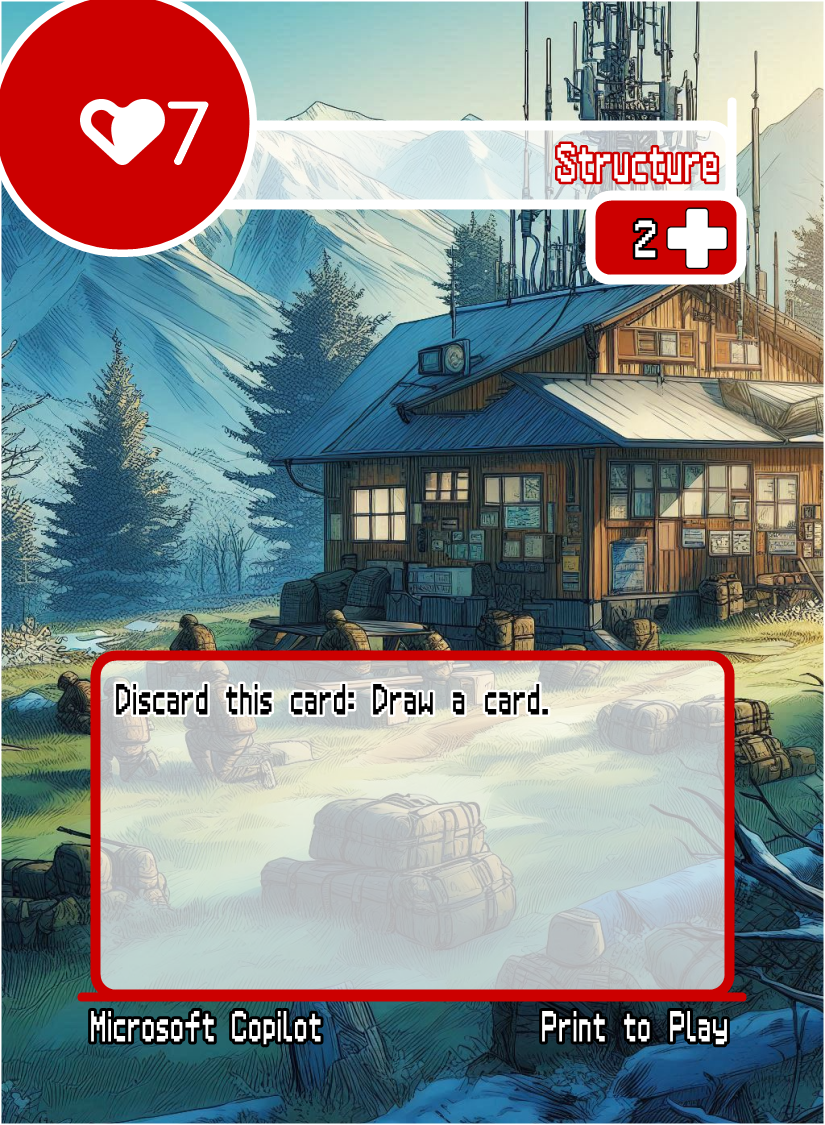 7
Structure
2
Discard this card: Draw a card.
Microsoft Copilot
Print to Play